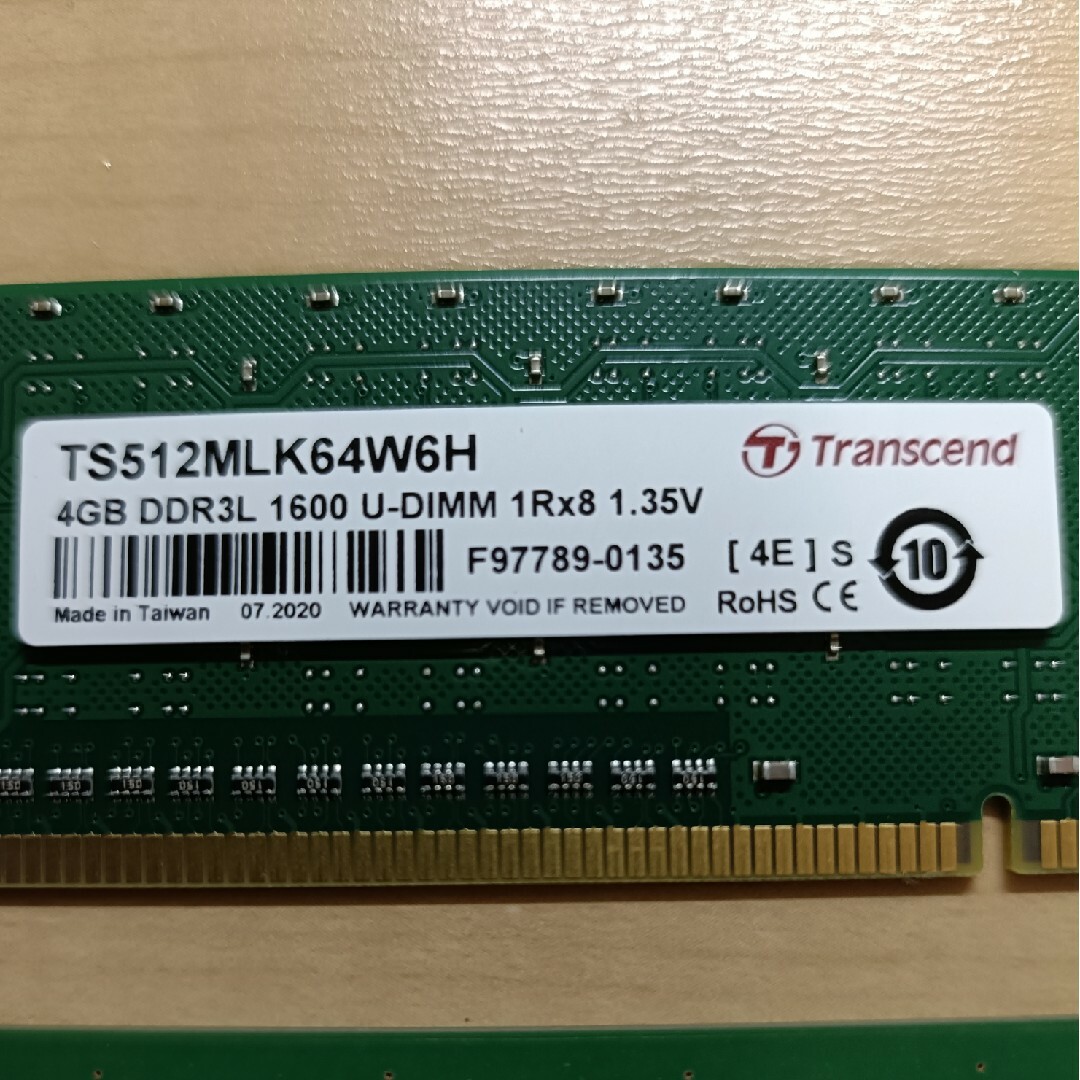 TS512MLK64W6H
Transcend
4GB DDR3L 1600 U-DIMM 1Rx8 1.35V
F97789-0135 [ 4E ] S
10
Made in Taiwan 07.2020 WARRANTY VOID IF REMOVED RoHS CE